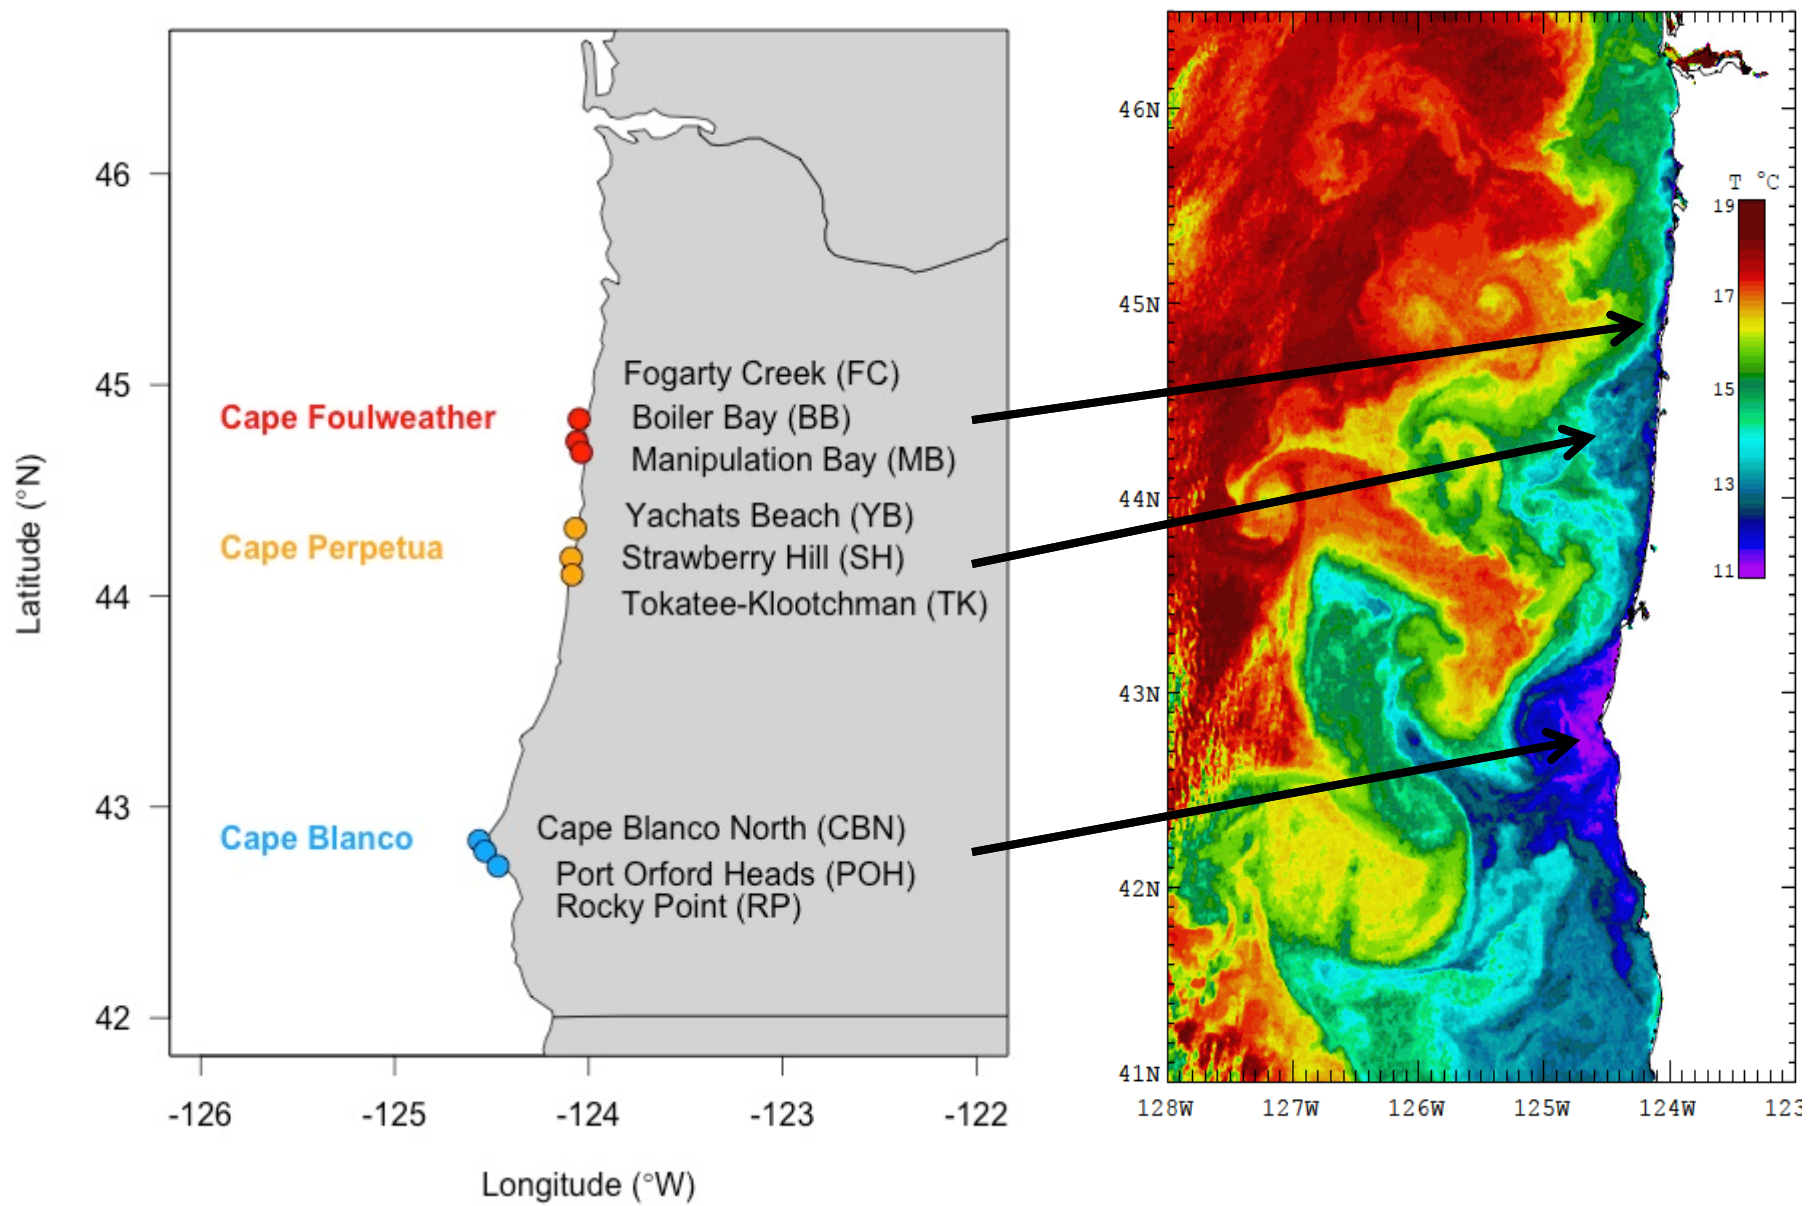 46
45
44
43
42
Latitude (°N)
-126
-125
-124
-123
-122
Longitude (°W)
Cape Foulweather
Cape Perpetua
Cape Blanco
Fogarty Creek (FC)
Boiler Bay (BB)
Manipulation Bay (MB)
Yachats Beach (YB)
Strawberry Hill (SH)
Tokatee-Klootchman (TK)
Cape Blanco North (CBN)
Port Orford Heads (POH)
Rocky Point (RP)
46N
45N
44N
43N
42N
41N
128W
127W
126W
125W
124W
123
T °C
19
17
15
13
11